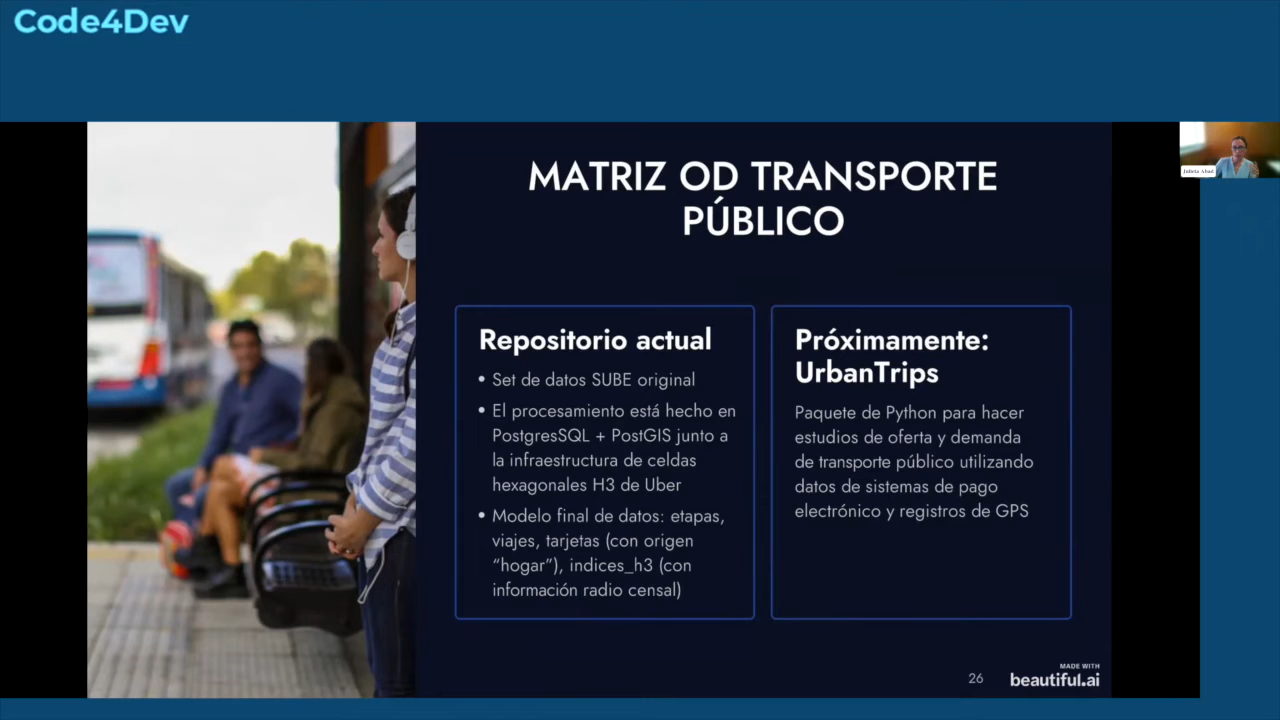 Code4Dev
MATRIZ OD TRANSPORTE
PÚBLICO
Repositorio actual
• Set de datos SUBE original
• El procesamiento está hecho en
PostgresSQL + PostGIS junto a
la infraestructura de celdas
hexagonales H3 de Uber
• Modelo final de datos: etapas,
viajes, tarjetas (con origen
“hogar”), indices_h3 (con
información radio censal)
Próximamente:
UrbanTrips
Paquete de Python para hacer
estudios de oferta y demanda
de transporte público utilizando
datos de sistemas de pago
electrónico y registros de GPS
Julieta Abad
26
MADE WITH
beautiful.ai